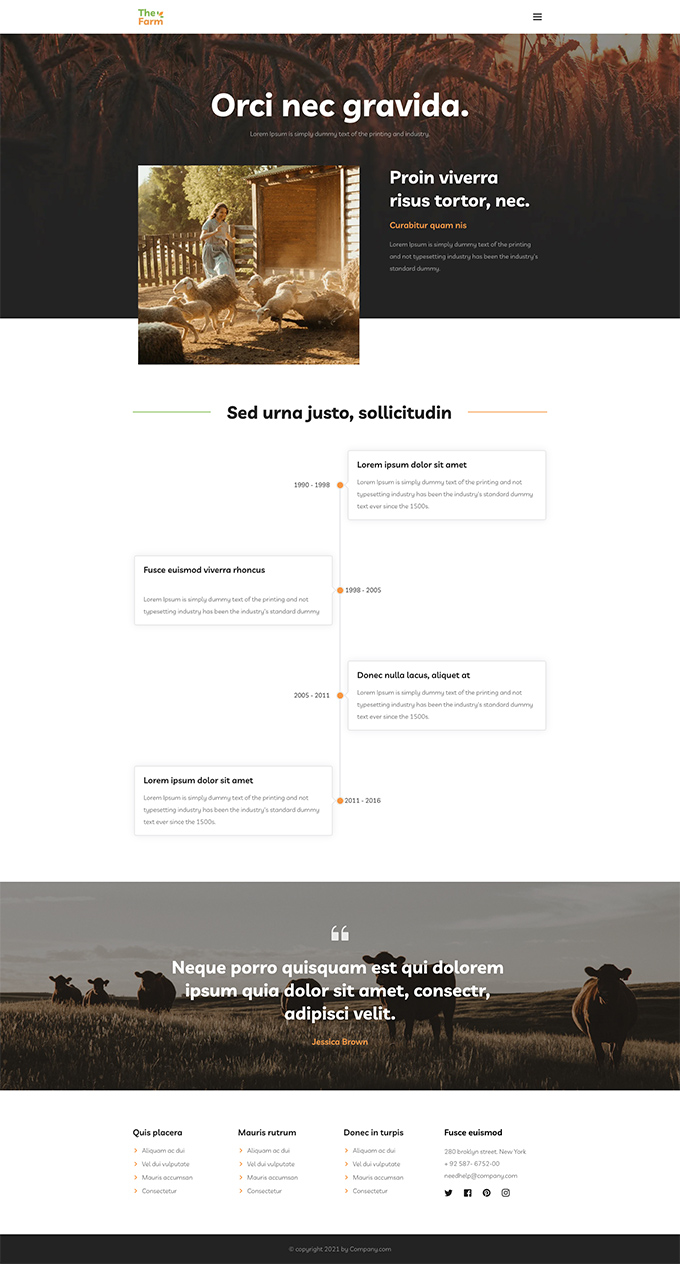 The
Farm
Orci nec gravida.
Lorem Ipsum is simply dummy text of the printing and industry.
Proin viverra
risus tortor, nec.
Curabitur quam nis
Lorem Ipsum is simply dummy text of the printing
and not typesetting industry has been the industry's
standard dummy.
Sed urna justo, sollicitudin
1990 - 1998
Lorem ipsum dolor sit amet
Lorem Ipsum is simply dummy text of the printing and not
typesetting industry has been the industry's standard dummy
text ever since the 1500s.
Fusce euismod viverra rhoncus
Lorem Ipsum is simply dummy text of the printing and not
typesetting industry has been the industry's standard dummy.
1998 - 2005
2005 - 2011
Donec nulla lacus, aliquet at
Lorem Ipsum is simply dummy text of the printing and not
typesetting industry has been the industry's standard dummy
text ever since the 1500s.
Lorem ipsum dolor sit amet
Lorem Ipsum is simply dummy text of the printing and not
typesetting industry has been the industry's standard dummy
text ever since the 1500s.
2011 - 2016
Neque porro quisquam est qui dolorem
ipsum quia dolor sit amet, consectr,
adipisci velit.
Jessica Brown
Quis placera
Aliquam ac dui
Vel dui vulputate
Mauris accumsan
Consectetur
Mauris rutrum
Aliquam ac dui
Vel dui vulputate
Mauris accumsan
Consectetur
Donec in turpis
Aliquam ac dui
Vel dui vulputate
Mauris accumsan
Consectetur
Fusce euismod
280 broklyn street, New York
+ 92 587- 6752-00
needhelp@company.com
© copyright 2021 by Company.com